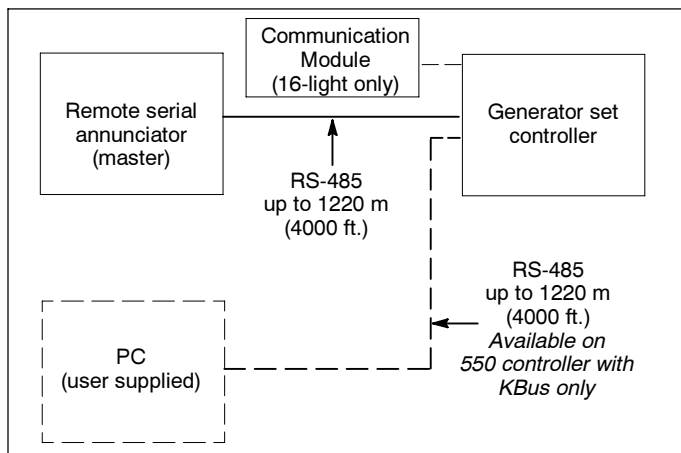 Communication
Module
(16-light only)
Remote serial
annunciator
(master)
Generator set
controller
RS-485
up to 1220 m
(4000 ft.)
RS-485
up to 1220 m
(4000 ft.)
Available on
550 controller with
KBus only
PC
(user supplied)